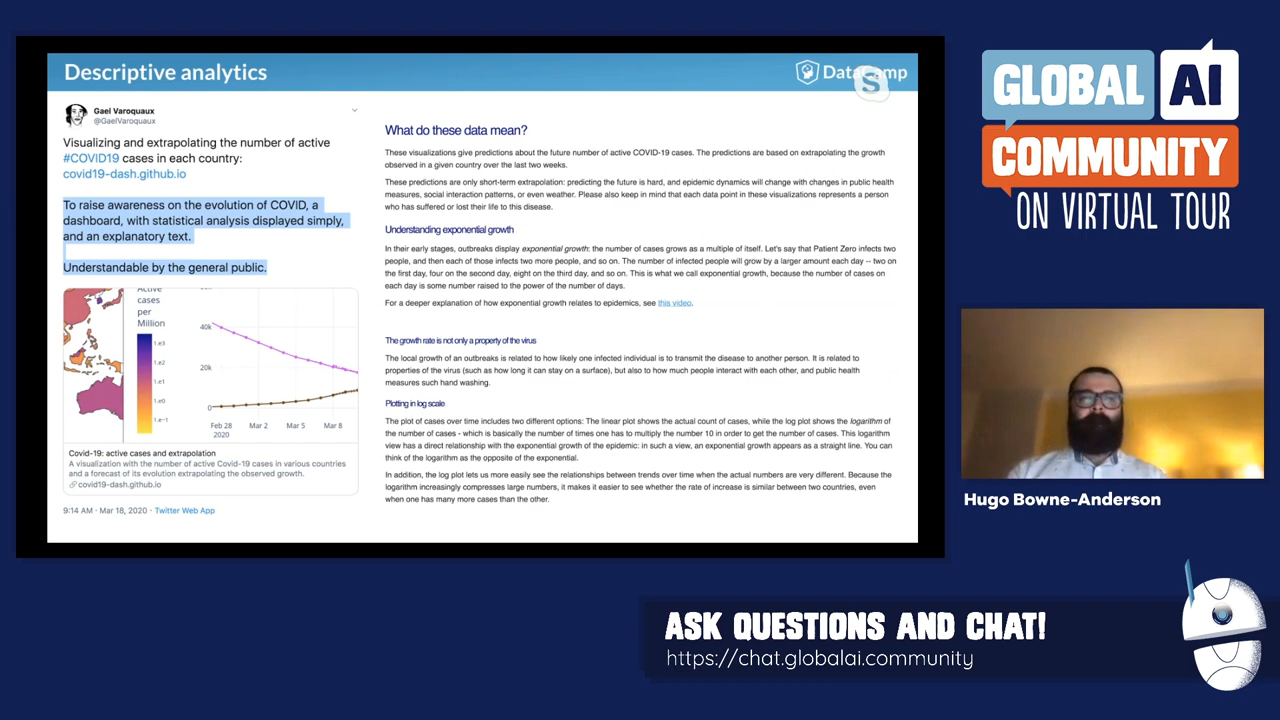 Descriptive analytics
DataCamp
Gael Varoquaux
@GaelVaroquaux
Visualizing and extrapolating the number of active
#COVID19 cases in each country:
covid19-dash.github.io
To raise awareness on the evolution of COVID, a
dashboard, with statistical analysis displayed simply,
and an explanatory text.
Understandable by the general public.
Active
cases
per
Million
1.e3
1.e2
1.e1
1.e0
1.e−1
40k
20k
0
Feb 28
2020
Mar 2
Mar 5
Mar 8
Covid-19: active cases and extrapolation
A visualization with the number of active Covid-19 cases in various countries
and a forecast of its evolution extrapolating the observed growth.
covid19-dash.github.io
9:14 AM · Mar 18, 2020 · Twitter Web App
What do these data mean?
These visualizations give predictions about the future number of active COVID-19 cases. The predictions are based on extrapolating the growth
observed in a given country over the last two weeks.
These predictions are only short-term extrapolation: predicting the future is hard, and epidemic dynamics will change with changes in public health
measures, social interaction patterns, or even weather. Please also keep in mind that each data point in these visualizations represents a person
who has suffered or lost their life to this disease.
Understanding exponential growth
In their early stages, outbreaks display exponential growth: the number of cases grows as a multiple of itself. Let's say that Patient Zero infects two
people, and then each of those infects two more people, and so on. The number of infected people will grow by a larger amount each day -- two on
the first day, four on the second day, eight on the third day, and so on. This is what we call exponential growth, because the number of cases on
each day is some number raised to the power of the number of days.
For a deeper explanation of how exponential growth relates to epidemics, see this video.
The growth rate is not only a property of the virus
The local growth of an outbreaks is related to how likely one infected individual is to transmit the disease to another person. It is related to
properties of the virus (such as how long it can stay on a surface), but also to how much people interact with each other, and public health
measures such hand washing.
Plotting in log scale
The plot of cases over time includes two different options: The linear plot shows the actual count of cases, while the log plot shows the logarithm of
the number of cases - which is basically the number of times one has to multiply the number 10 in order to get the number of cases. This logarithm
view has a direct relationship with the exponential growth of the epidemic: in such a view, an exponential growth appears as a straight line. You can
think of the logarithm as the opposite of the exponential.
In addition, the log plot lets us more easily see the relationships between trends over time when the actual numbers are very different. Because the
logarithm increasingly compresses large numbers, it makes it easier to see whether the rate of increase is similar between two countries, even
when one has many more cases than the other.
GLOBAL AI
COMMUNITY
ON VIRTUAL TOUR
Hugo Bowne-Anderson
ASK QUESTIONS AND CHAT!
https://chat.globalai.community